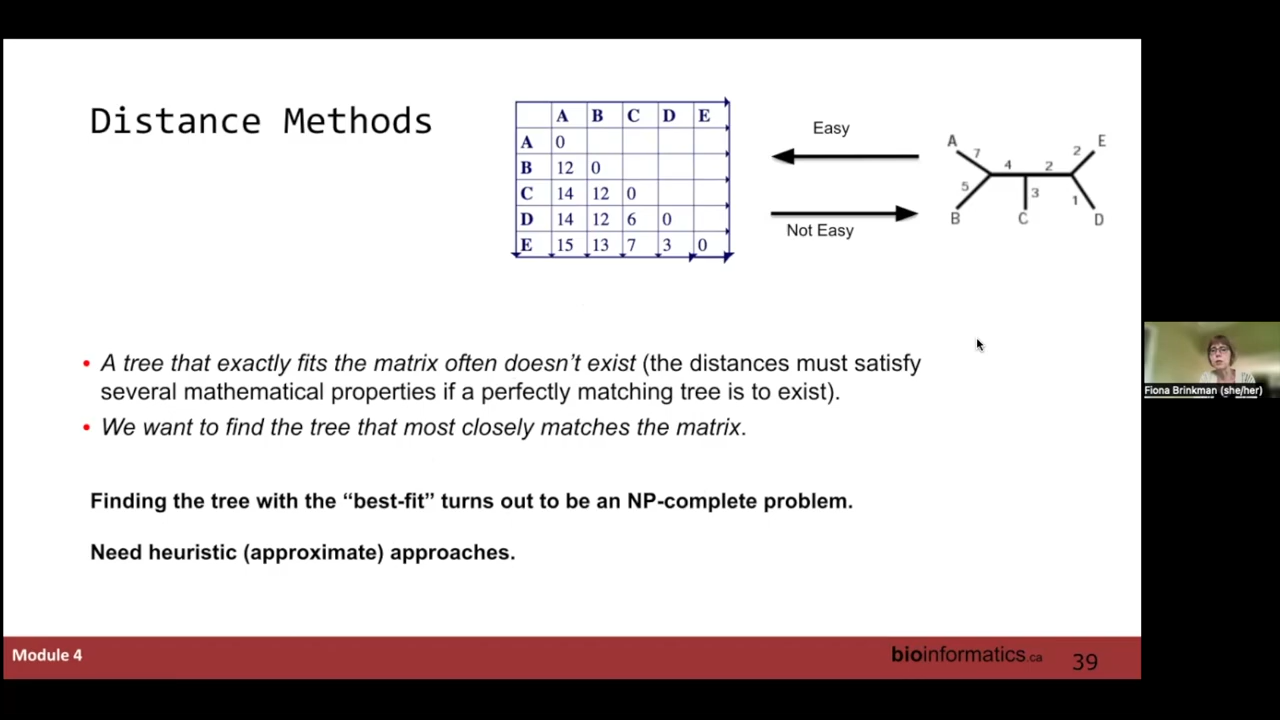 Distance Methods
A B C D E
A 0
B 12 0
C 14 12 0
D 14 12 6 0
E 15 13 7 3 0
Easy
Not Easy
A 7 4 2 2 E
5 3 1
B C D
• A tree that exactly fits the matrix often doesn’t exist (the distances must satisfy
several mathematical properties if a perfectly matching tree is to exist).
• We want to find the tree that most closely matches the matrix.
Finding the tree with the “best-fit” turns out to be an NP-complete problem.
Need heuristic (approximate) approaches.
Module 4
bioinformatics.ca
39
Fiona Brinkman (she/her)